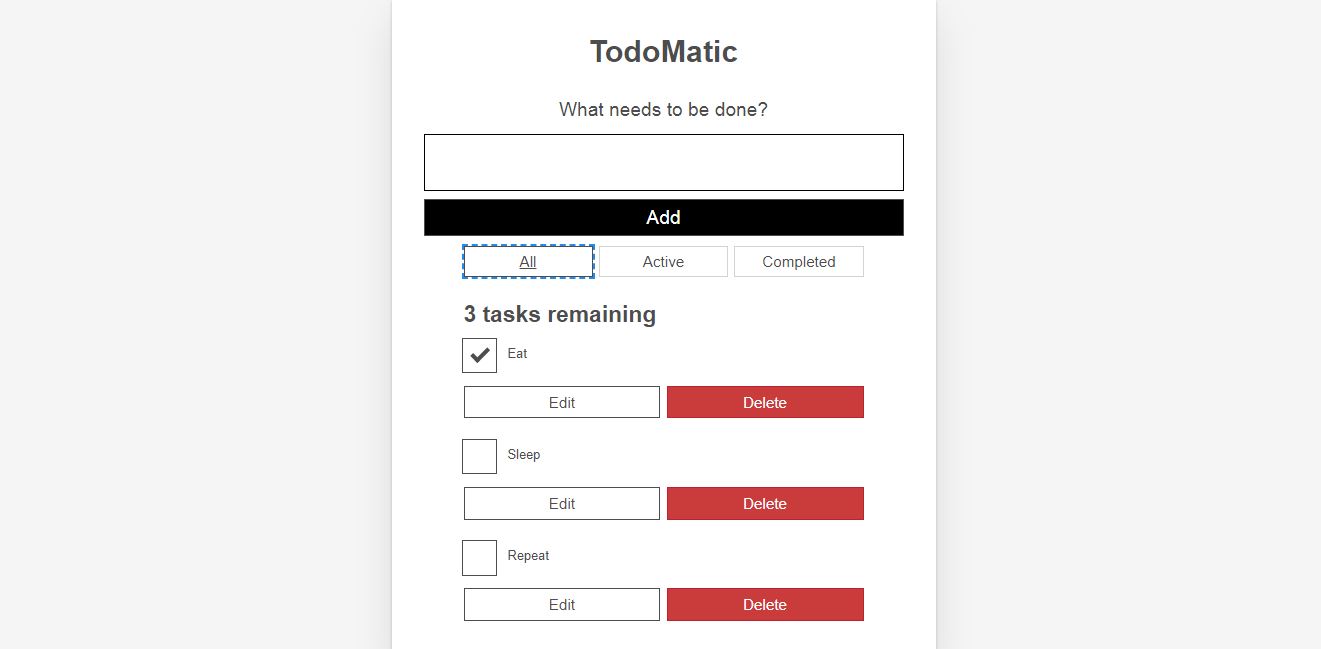 TodoMatic
What needs to be done?
Add
All Active Completed
3 tasks remaining
Eat
Edit Delete
Sleep
Edit Delete
Repeat
Edit Delete